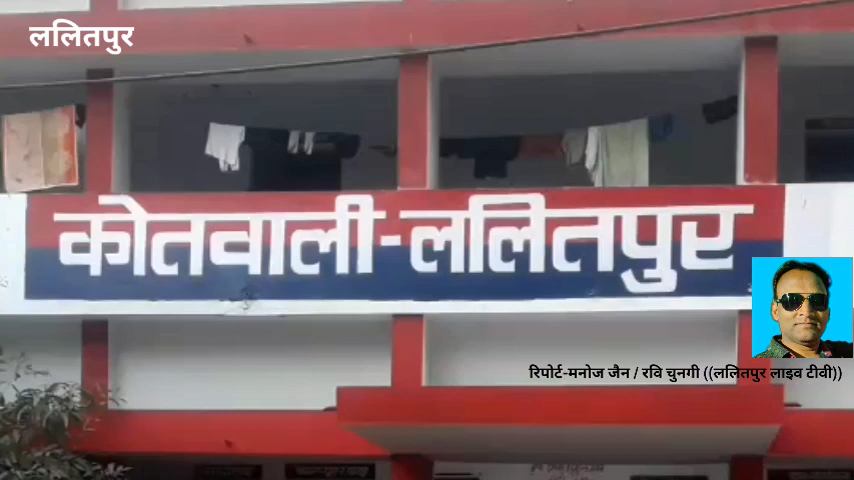 ललितपुर
कोतवाली-ललितपुर
रिपोर्ट-मनोज जैन / रवि चुनगी ((ललितपुर लाइव टीवी))